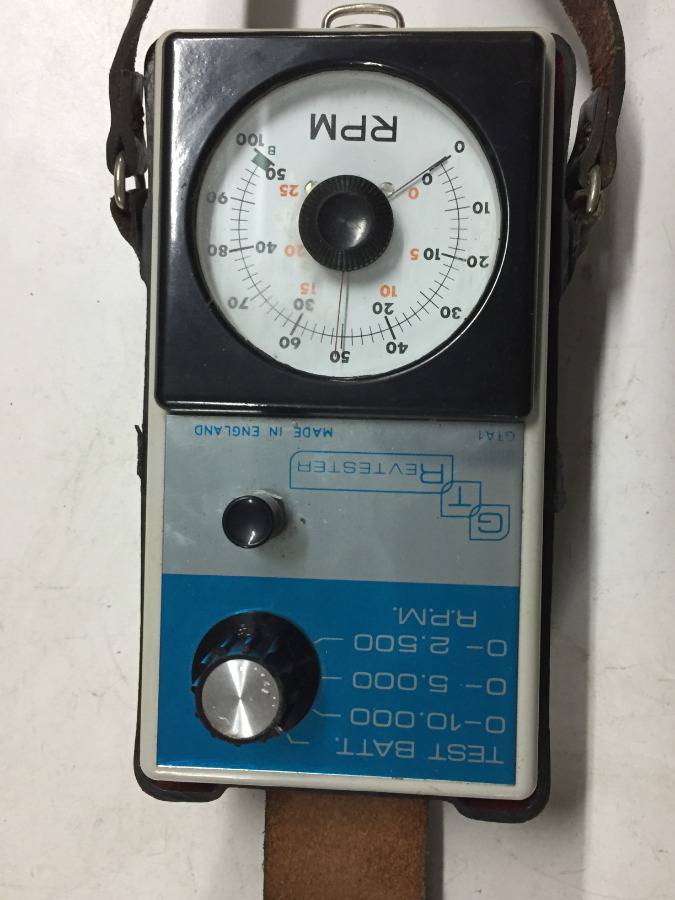 TEST BATT.
0-10.000
0- 5.000
0- 2.500
R.P.M.
GT REVTESTER
GTA1 MADE IN ENGLAND
40 50 60
30 20 30 70
10 15
20 10 5 20 40 80
10 0 25 90
0 0 50 B 100
RPM